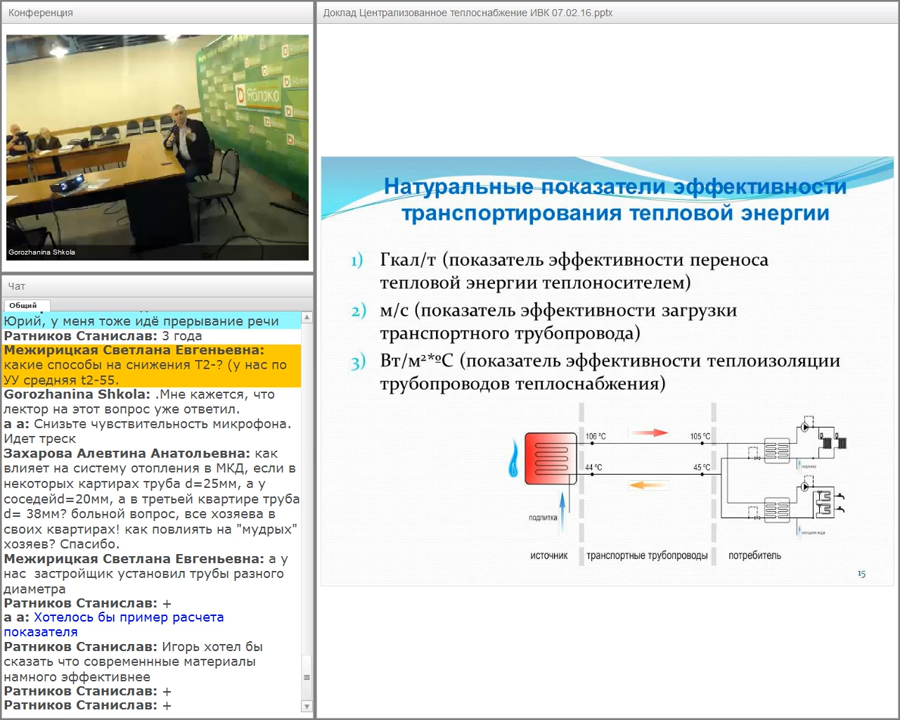 Конференция
Яблоко
Gorozhanina Shkola
Чат
Общий
Юрий, у меня тоже идё прерывание речи
Ратников Станислав: 3 года
Межирицкая Светлана Евгеньевна:
какие способы на снижения Т2-? (у нас по
УУ средняя t2-55.
Gorozhanina Shkola: .Мне кажется, что
лектор на этот вопрос уже ответил.
a a: Снизьте чувствительность микрофона.
Идет треск
Захарова Алевтина Анатольевна: как
влияет на систему отопления в МКД, если в
некоторых картирах труба d=25мм, а у
соседейd=20мм, а в третьей квартире труба
d= 38мм? больной вопрос, все хозяева в
своих квартирах! как повлиять на "мудрых"
хозяев? Спасибо.
Межирицкая Светлана Евгеньевна: а у
нас застройщик установил трубы разного
диаметра
Ратников Станислав: +
a a: Хотелось бы пример расчета
показателя
Ратников Станислав: Игорь хотел бы
сказать что современнные материалы
намного эффективнее
Ратников Станислав: +
Ратников Станислав: +
Доклад Централизованное теплоснабжение ИВК 07.02.16.pptx
Натуральные показатели эффективности
транспортирования тепловой энергии
1) Гкал/т (показатель эффективности переноса
тепловой энергии теплоносителем)
2) м/с (показатель эффективности загрузки
транспортного трубопровода)
3) Вт/м²*ºС (показатель эффективности теплоизоляции
трубопроводов теплоснабжения)
106 ºC
105 ºC
44 ºC
45 ºC
подпитка
источник
транспортные трубопроводы
потребитель
15